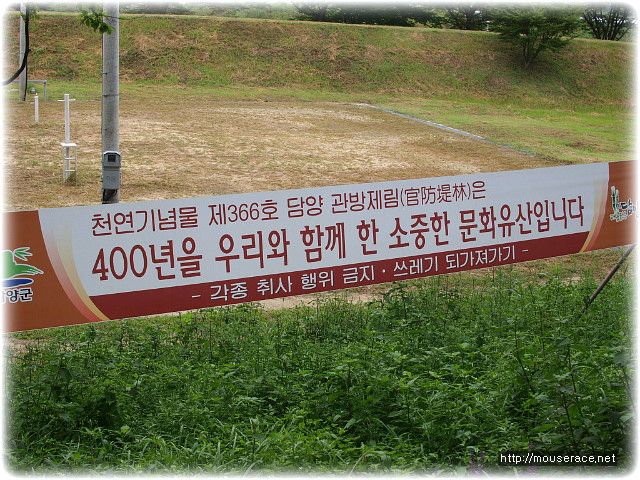 천연기념물 제366호 담양 관방제림(官防堤林)은
400년을 우리와 함께 한 소중한 문화유산입니다
- 각종 취사 행위 금지 · 쓰레기 되가져가기 -
담양군
http://mouserace.net